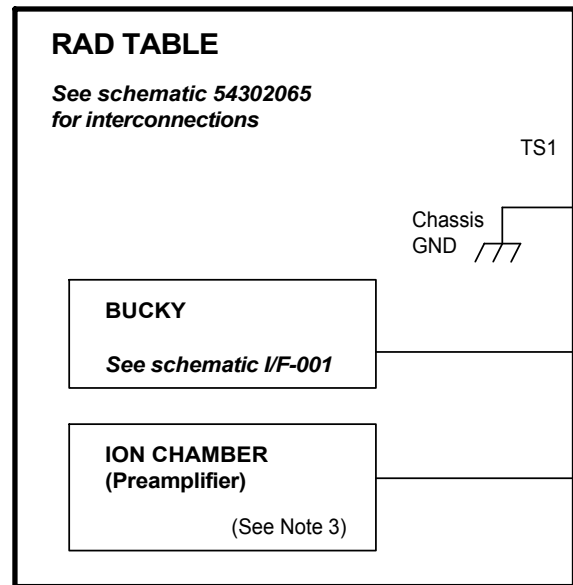 RAD TABLE
See schematic 54302065
for interconnections
TS1
Chassis
GND
BUCKY
See schematic I/F-001
ION CHAMBER
(Preamplifier)
(See Note 3)